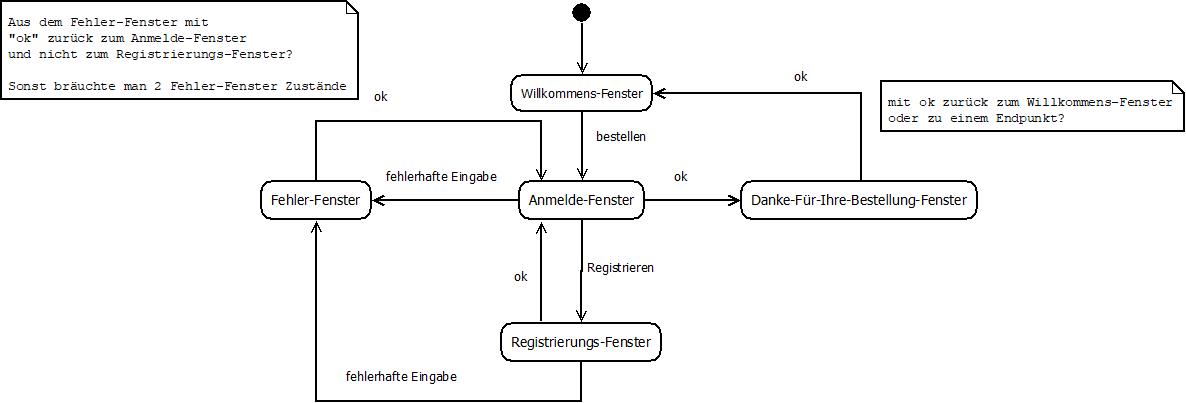 Aus dem Fehler-Fenster mit
"ok" zurück zum Anmelde-Fenster
und nicht zum Registrierungs-Fenster?
Sonst bräuchte man 2 Fehler-Fenster Zustände
ok
Willkommens-Fenster
ok
mit ok zurück zum Willkommens-Fenster
oder zu einem Endpunkt?
bestellen
fehlerhafte Eingabe
ok
Fehler-Fenster
Anmelde-Fenster
Danke-Für-Ihre-Bestellung-Fenster
ok
Registrieren
Registrierungs-Fenster
fehlerhafte Eingabe